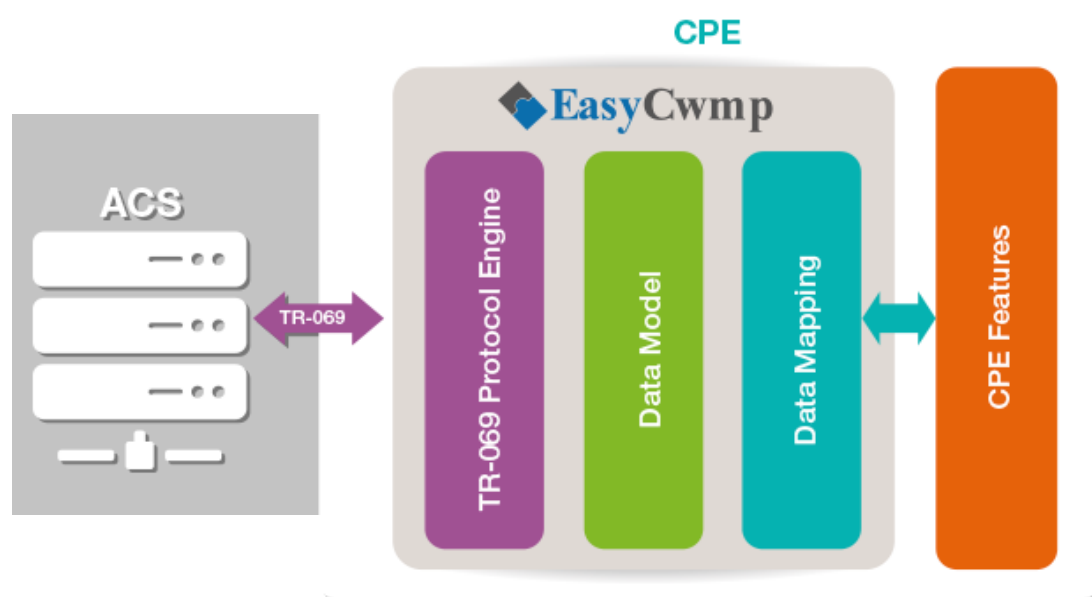 CPE
EasyCwmp
ACS
TR-069
TR-069 Protocol Engine
Data Model
Data Mapping
CPE Features